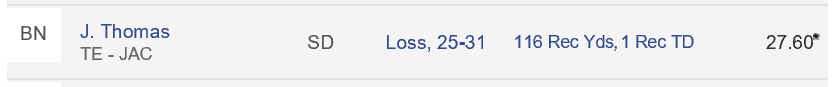 BN J. Thomas
TE - JAC SD Loss, 25-31 116 Rec Yds, 1 Rec TD 27.60*